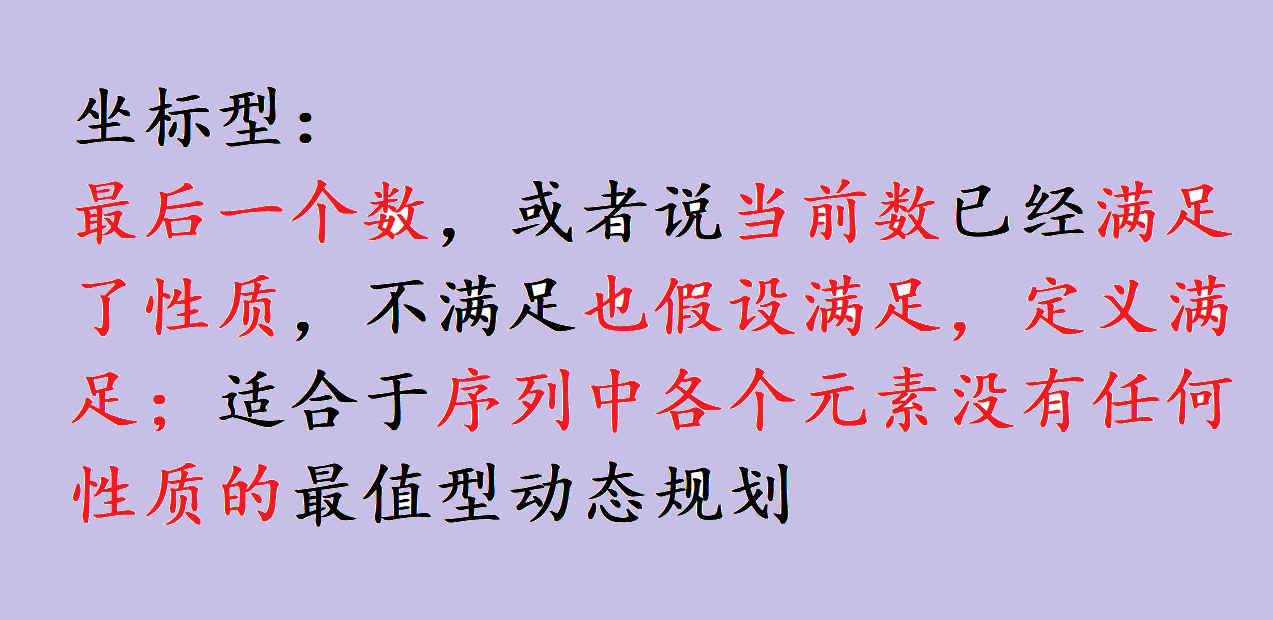 坐标型：
最后一个数，或者说当前数已经满足
了性质，不满足也假设满足，定义满
足；适合于序列中各个元素没有任何
性质的最值型动态规划